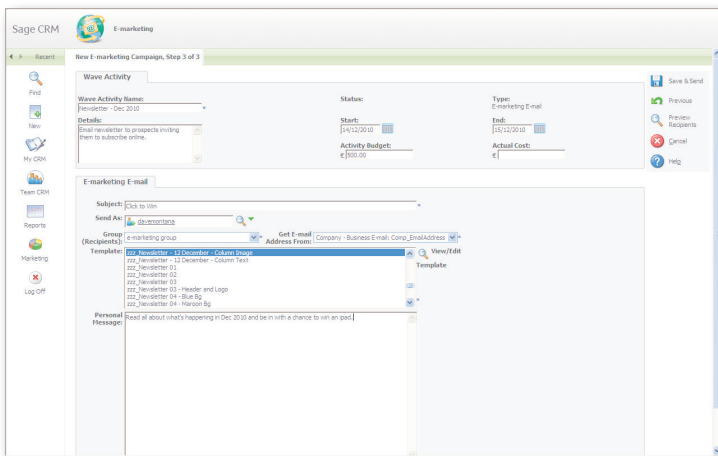 Sage CRM
E-marketing
Recent
New E-marketing Campaign, Step 3 of 3
Find
New
My CRM
Team CRM
Reports
Marketing
Log Off
Wave Activity
Wave Activity Name:
Newsletter - Dec 2010
Status:
Type:
E-marketing E-mail
Details:
Email newsletter to prospects inviting
them to subscribe online.
Start:
14/12/2010
End:
15/12/2010
Activity Budget:
€ 500.00
Actual Cost:
€
E-marketing E-mail
Subject: Click to Win
Send As: davemontana
Group
(Recipients): e-marketing group
Get E-mail
Address From: Company - Business E-mail: Comp_EmailAddress
Template: zzz_Newsletter - 12 December - Column Image
zzz_Newsletter - 12 December - Column Text
zzz_Newsletter 01
zzz_Newsletter 02
zzz_Newsletter 03
zzz_Newsletter 03 - Header and Logo
zzz_Newsletter 04 - Blue Bg
zzz_Newsletter 04 - Maroon Bg
View/Edit
Template
Personal
Message: Read all about what's happening in Dec 2010 and be in with a chance to win an ipad.
Save & Send
Previous
Preview
Recipients
Cancel
Help